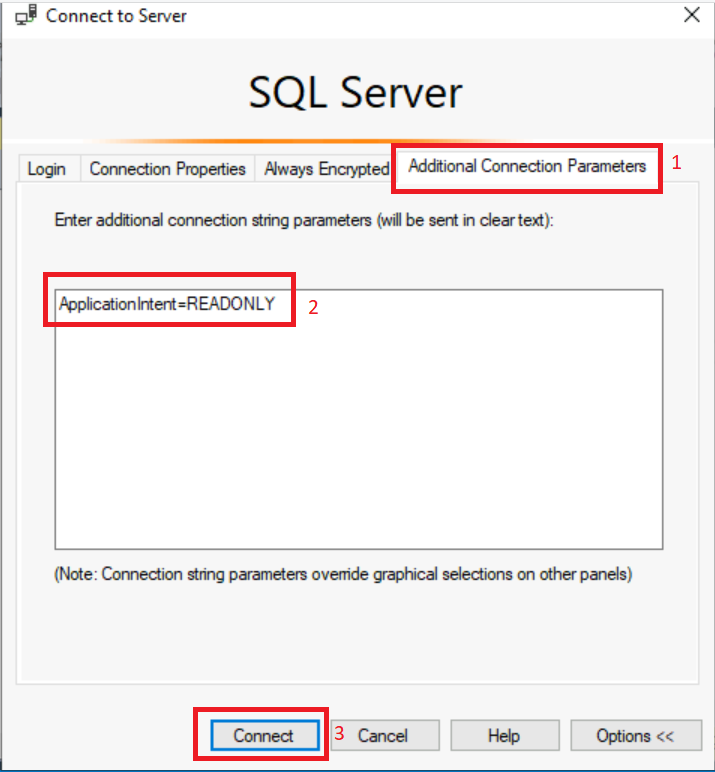 Connect to Server
SQL Server
Login Connection Properties Always Encrypted Additional Connection Parameters 1
Enter additional connection string parameters (will be sent in clear text):
ApplicationIntent=READONLY 2
(Note: Connection string parameters override graphical selections on other panels)
Connect 3 Cancel Help Options <<